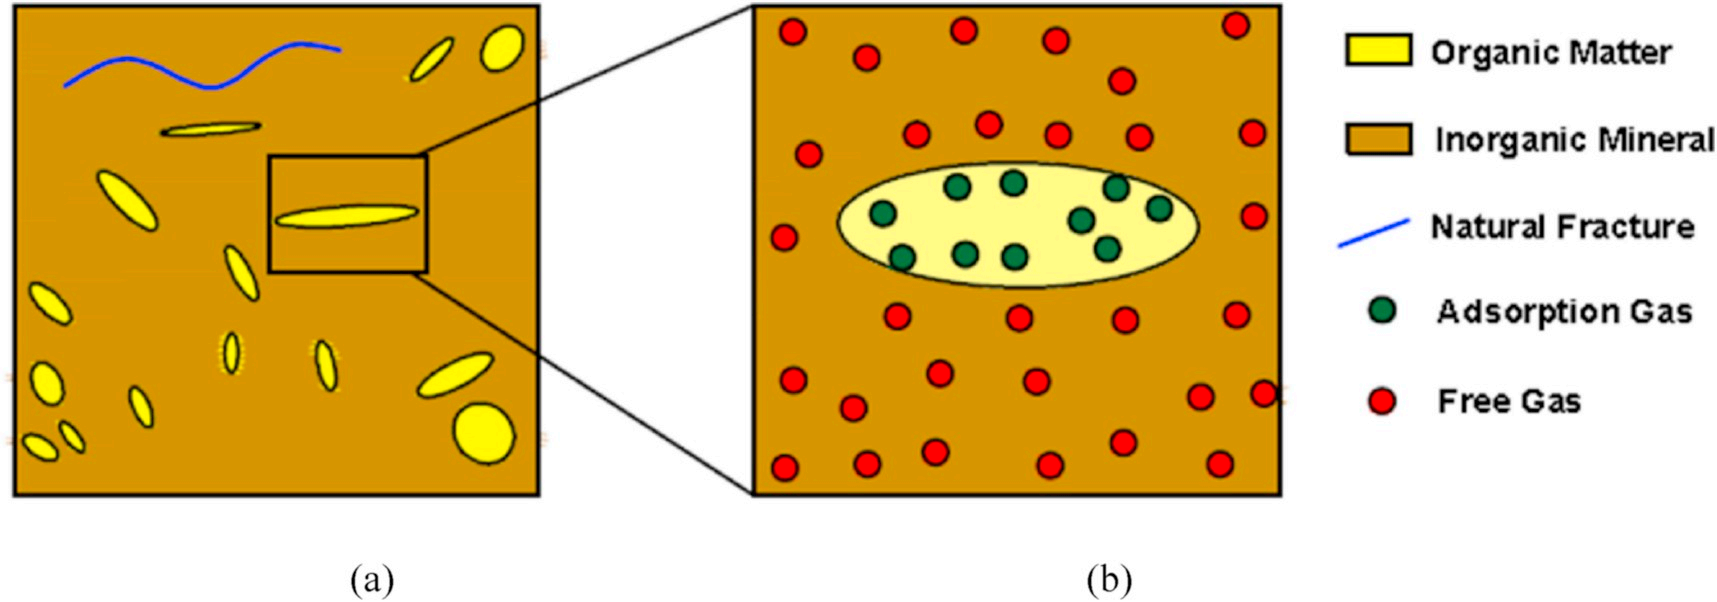 Organic Matter
Inorganic Mineral
Natural Fracture
Adsorption Gas
Free Gas
(a)
(b)